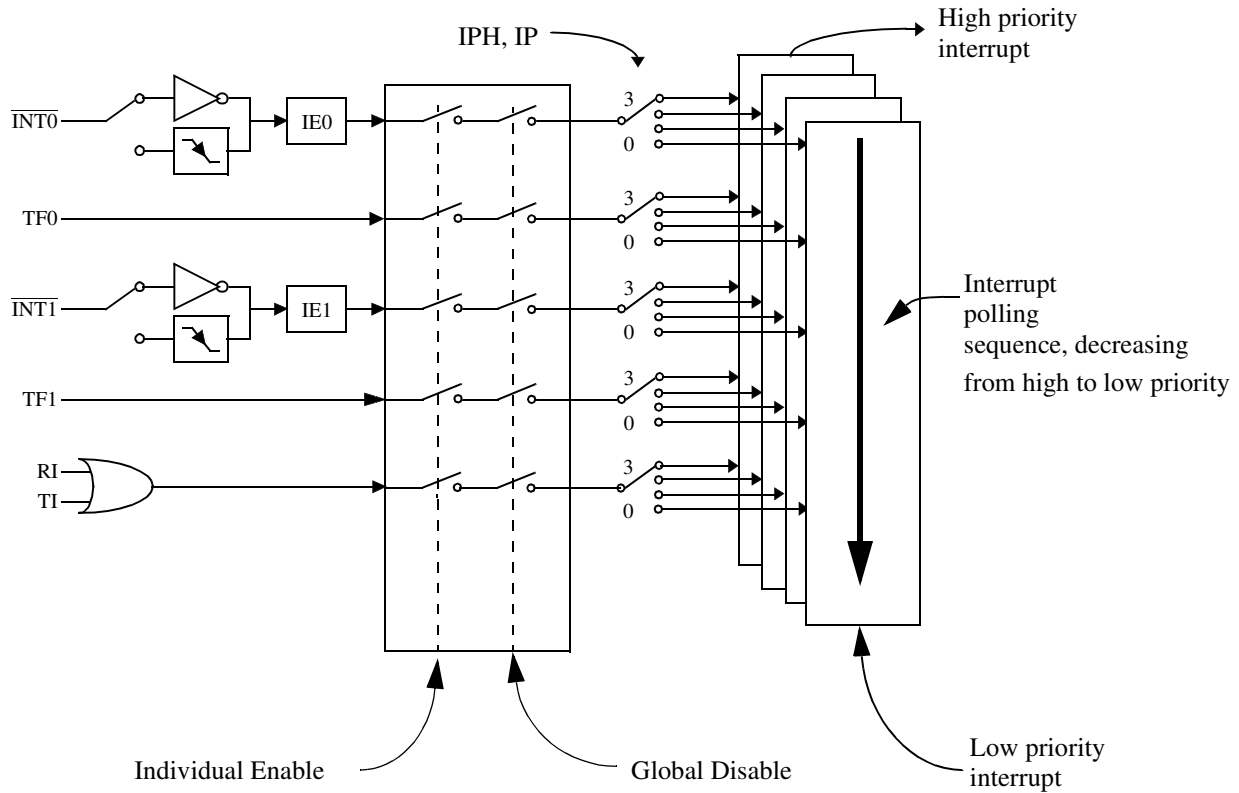 High priority
interrupt
IPH, IP
INT0
IE0
3
0
TF0
3
0
INT1
IE1
3
0
Interrupt
polling
sequence, decreasing
from high to low priority
TF1
3
0
RI
TI
3
0
Individual Enable
Global Disable
Low priority
interrupt